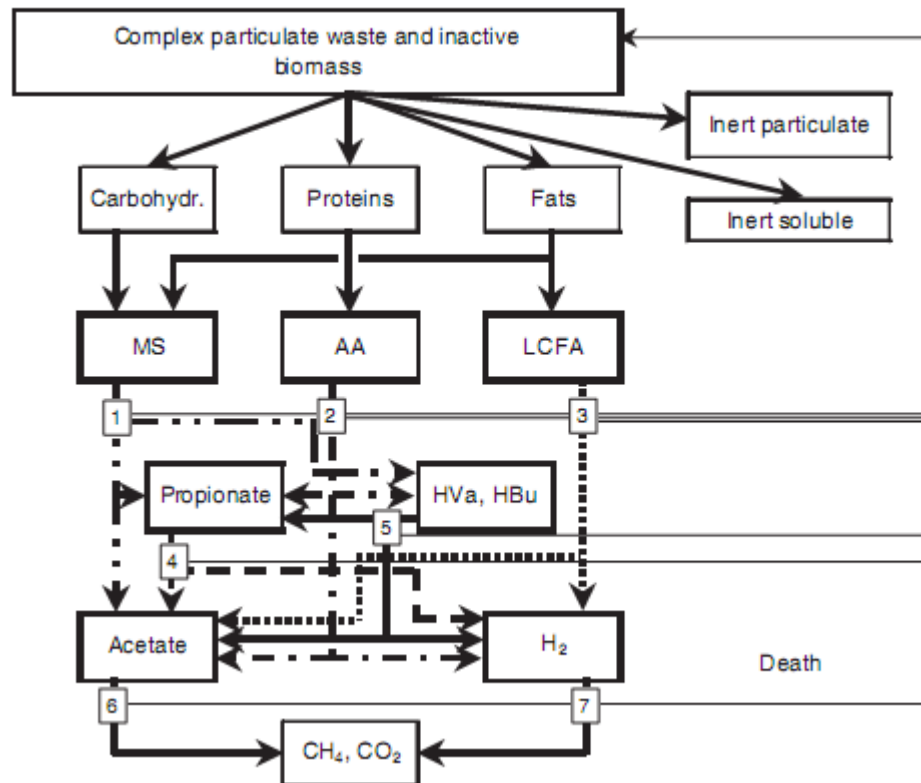 Complex particulate waste and inactive
biomass
Inert particulate
Carbohydr.
Proteins
Fats
Inert soluble
MS
AA
LCFA
1
2
3
Propionate
HVa, HBu
5
4
Acetate
H₂
Death
6
7
CH₄, CO₂